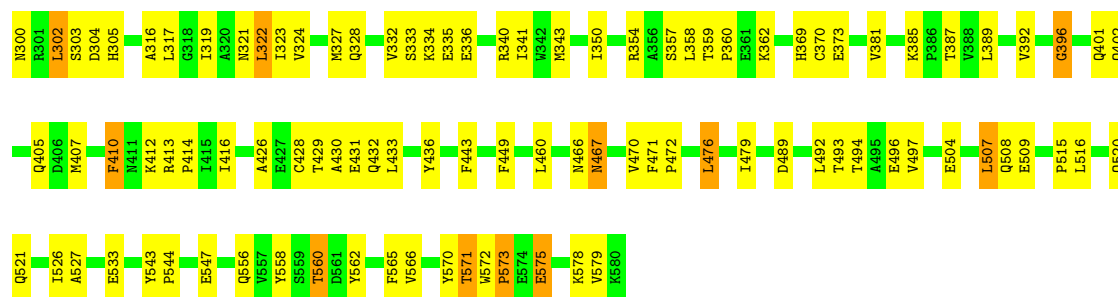 N300 R301 L302 S303 D304 H305 A316 L317 G318 I319 A320 N321 L322 I323 V324 M327 Q328 V332 S333 K334 E335 E336 R340 I341 W342 M343 I350 R354 A356 S357 L358 T359 P360 E361 K362 H369 C370 E373 V381 K385 P386 T387 V388 L389 V392 G396 Q401
Q405 D406 M407 F410 N411 K412 R413 P414 I415 I416 A426 E427 C428 T429 A430 E431 Q432 L433 Y436 F443 F449 L460 N466 N467 V470 F471 P472 L476 I479 D489 L492 T493 T494 A495 E496 V497 E504 L507 Q508 E509 P515 L516
Q521 I526 A527 E533 Y543 P544 E547 Q556 V557 Y558 S559 T560 D561 Y562 F565 V566 Y570 T571 W572 P573 E574 E575 K578 V579 K580